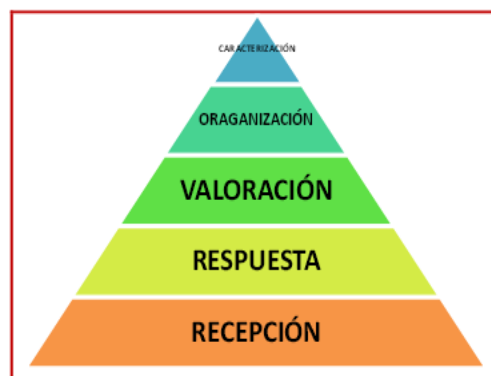 CARACTERIZACIÓN
ORAGANIZACIÓN
VALORACIÓN
RESPUESTA
RECEPCIÓN